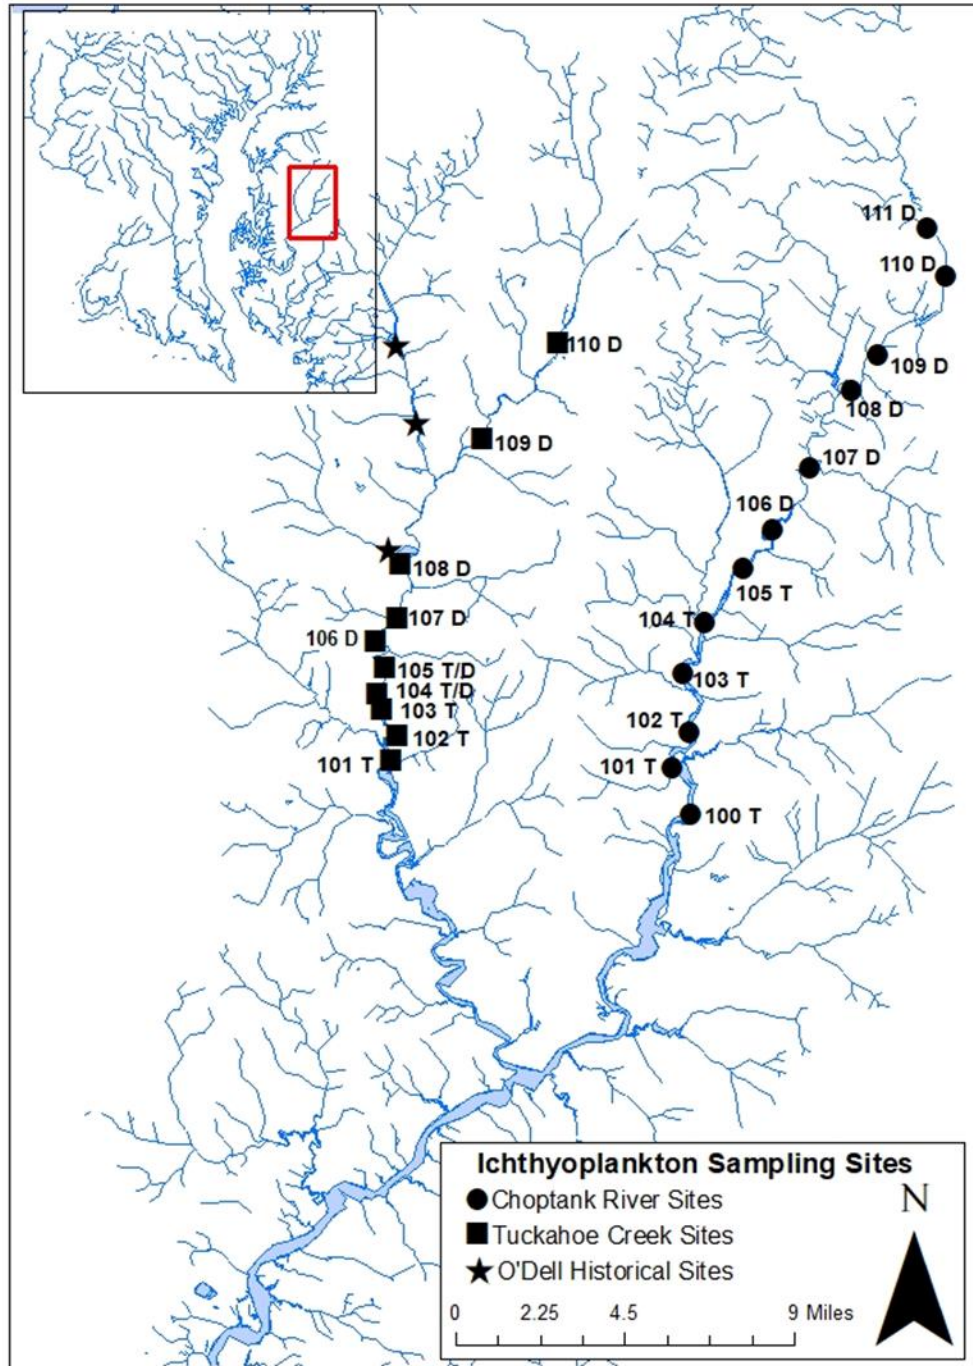 111 D
110 D
110 D
109 D
108 D
109 D
107 D
106 D
108 D
105 T
107 D
104 T
106 D
105 T/D
103 T
104 T/D
103 T
102 T
102 T
101 T
101 T
100 T
Ichthyoplankton Sampling Sites
Choptank River Sites
N
Tuckahoe Creek Sites
O'Dell Historical Sites
0 2.25 4.5 9 Miles